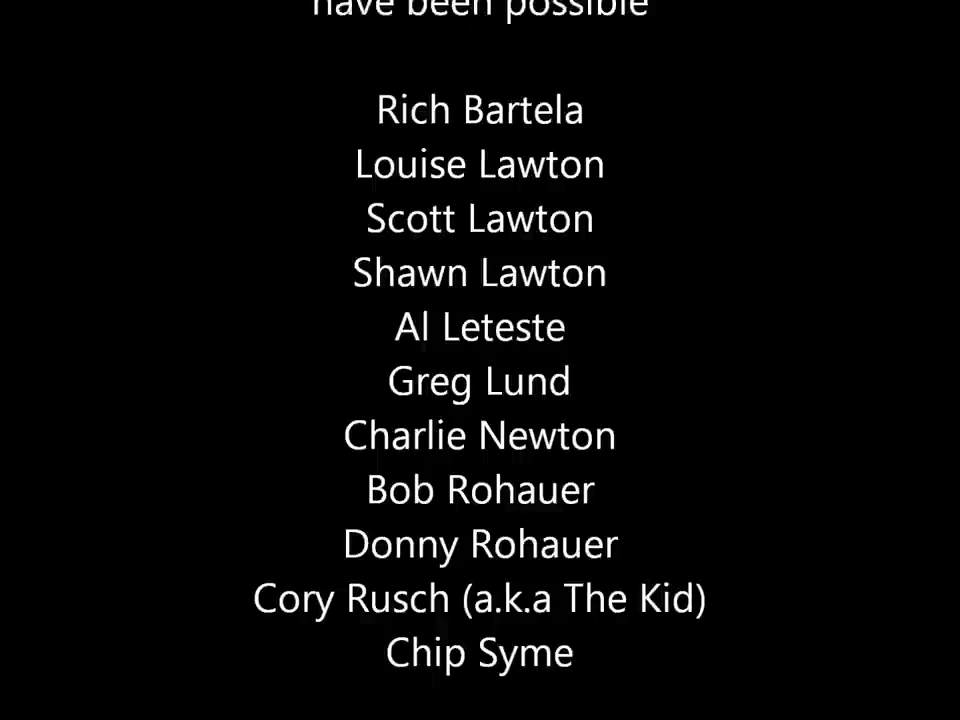 have been possible
Rich Bartela
Louise Lawton
Scott Lawton
Shawn Lawton
Al Leteste
Greg Lund
Charlie Newton
Bob Rohauer
Donny Rohauer
Cory Rusch (a.k.a The Kid)
Chip Syme